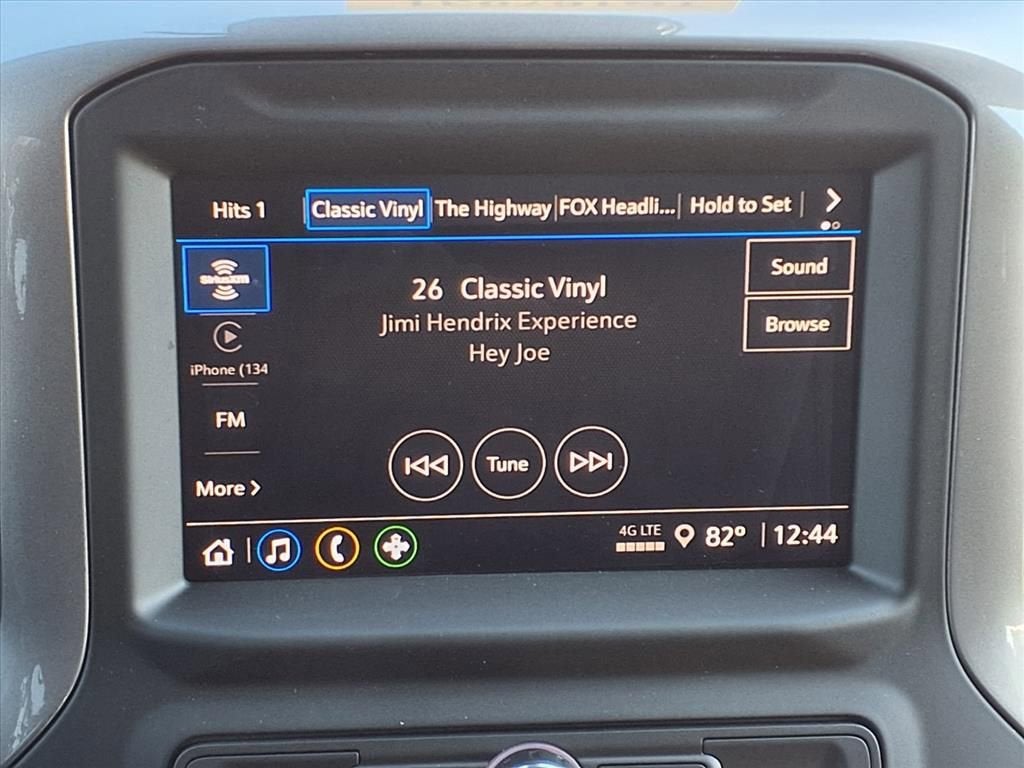 Hits 1 Classic Vinyl The Highway FOX Headli... Hold to Set
SiriusXM
Sound
26 Classic Vinyl
Jimi Hendrix Experience
Browse
Hey Joe
iPhone (134
FM
Tune
More
4G LTE 82° 12:44